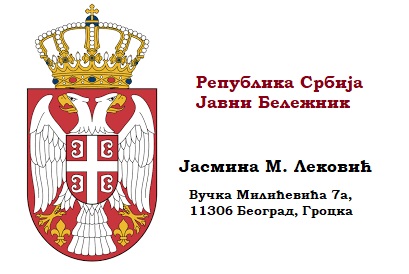 Република Србија
Јавни Бележник
Јасмина М. Лековић
Вучка Милићевића 7а,
11306 Београд, Гроцка